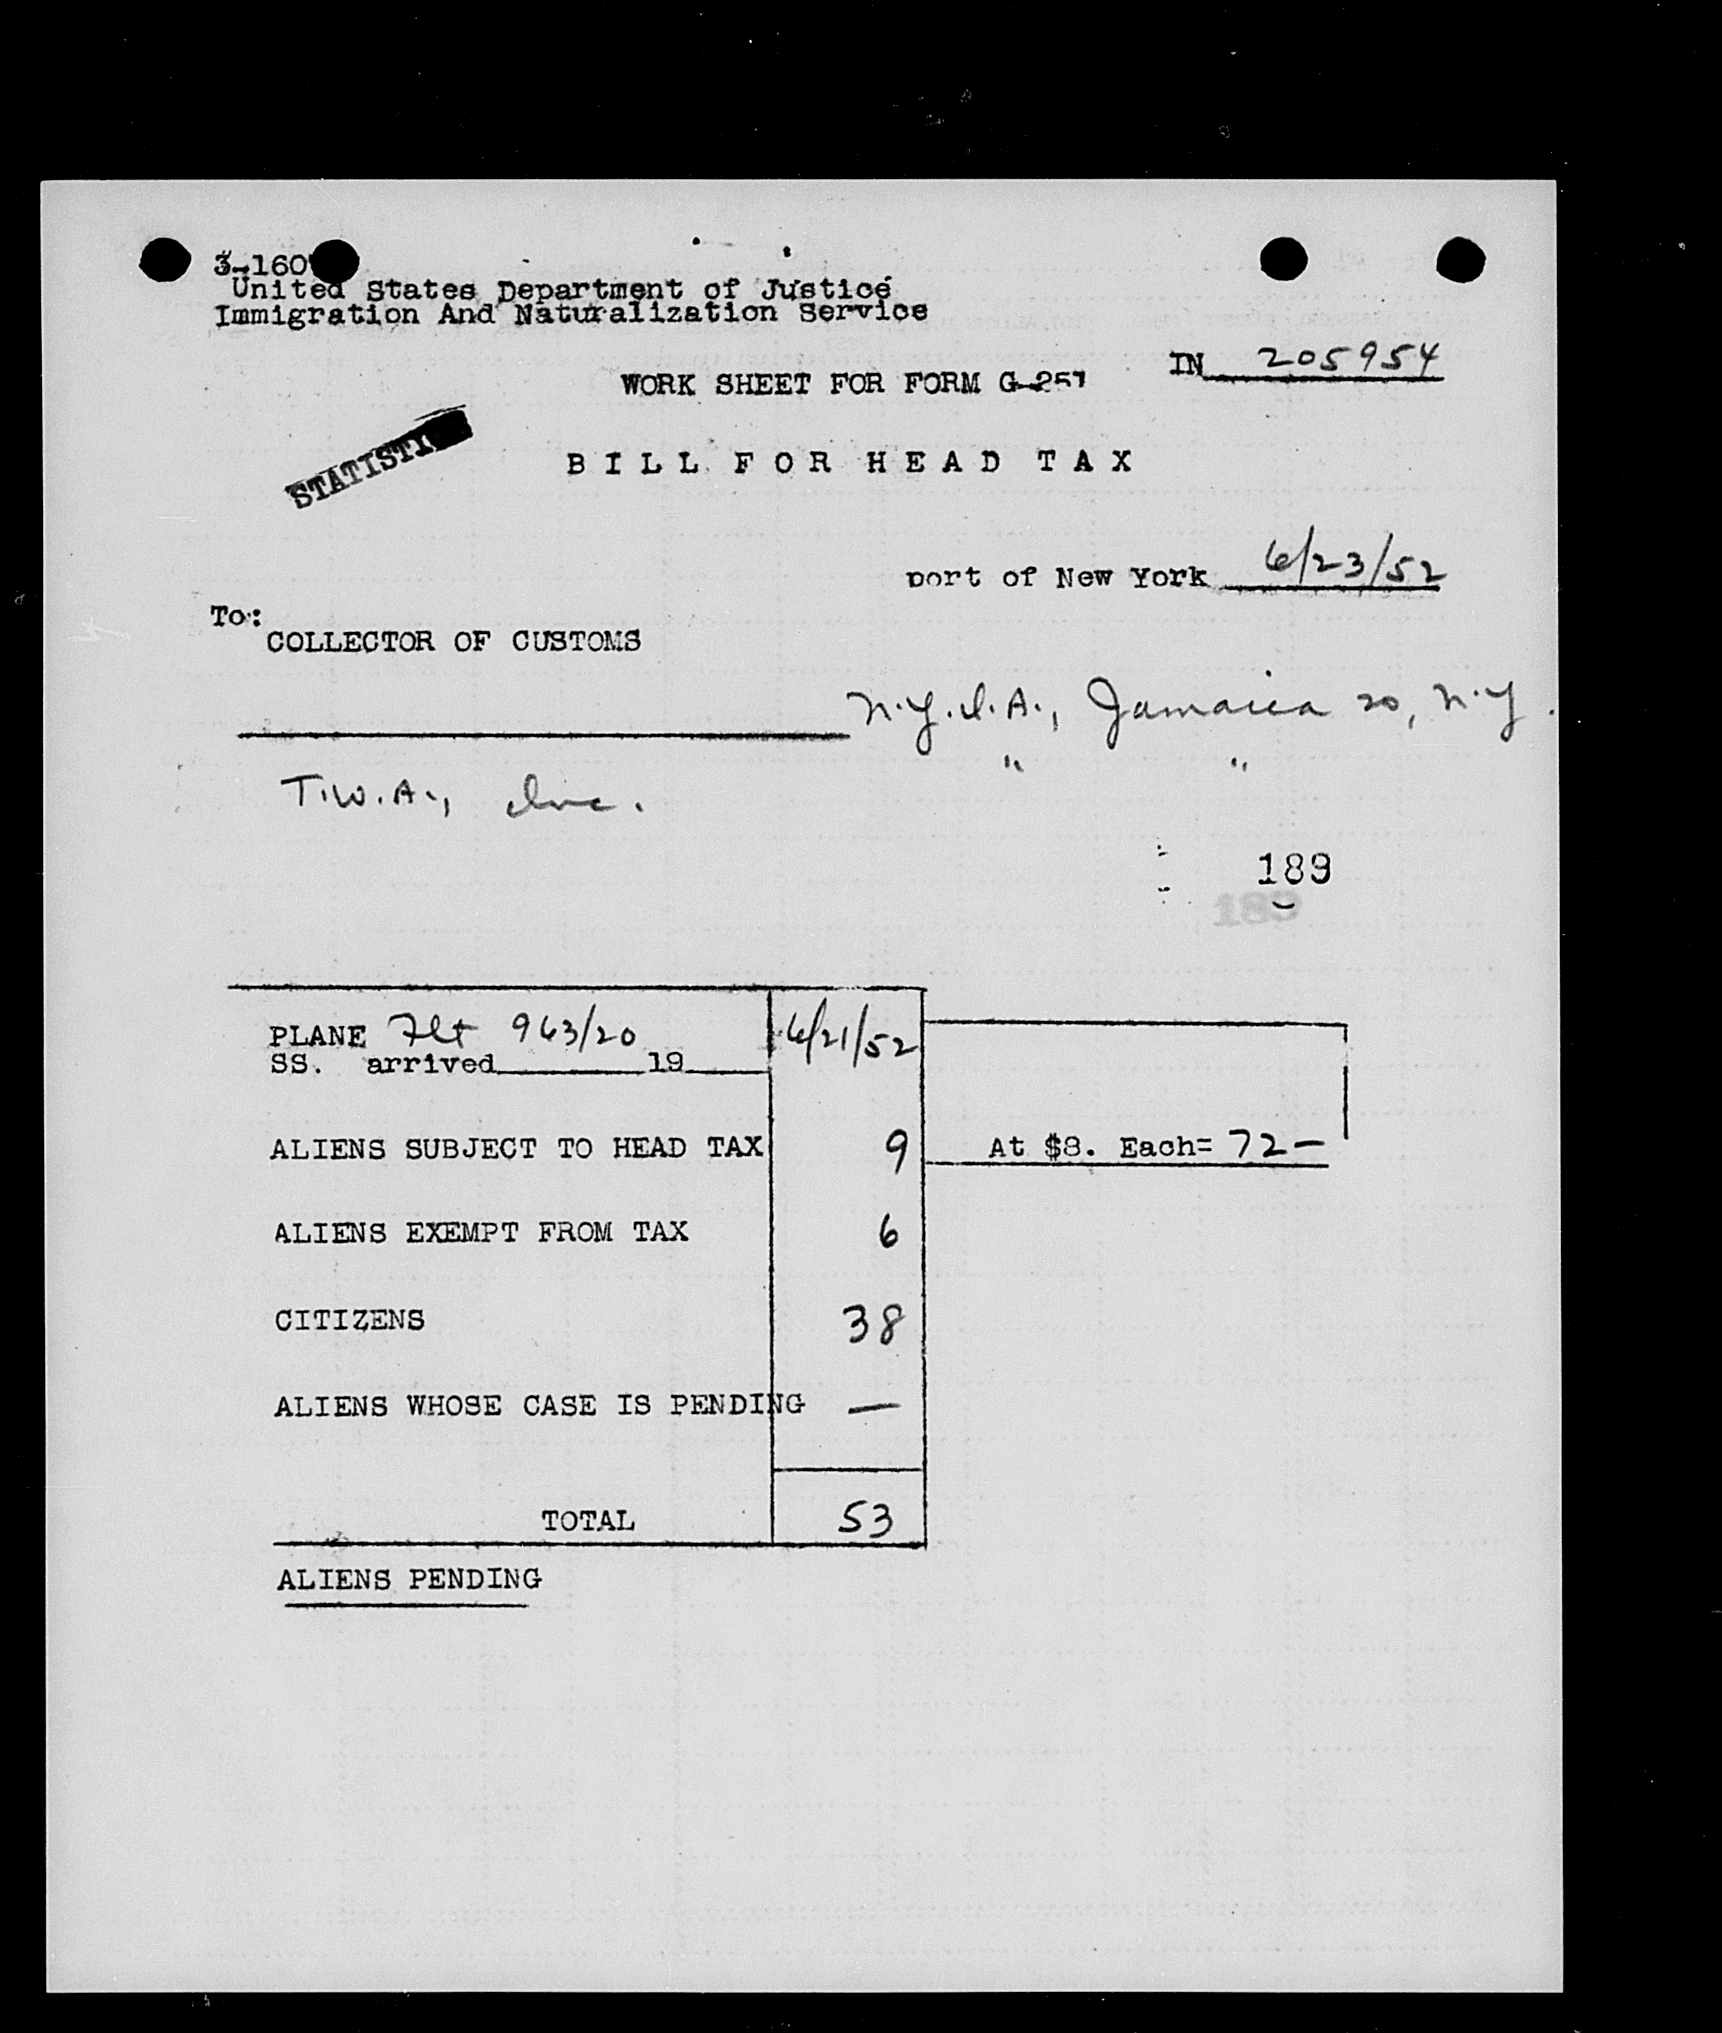 3-160
United States Department of Justice
Immigration And Naturalization Service
IN 205954
WORK SHEET FOR FORM G-257
STATISTI
BILL FOR HEAD TAX
Port of New York 6/23/52
To:
COLLECTOR OF CUSTOMS
N.Y.I.A., Jamaica 20, N.Y.
" "
T.W.A., Inc.
189
189
PLANE Flt 963/20 6/21/52
SS. arrived 19
ALIENS SUBJECT TO HEAD TAX 9 At $8. Each= 72-
ALIENS EXEMPT FROM TAX 6
CITIZENS 38
ALIENS WHOSE CASE IS PENDING —
TOTAL 53
ALIENS PENDING